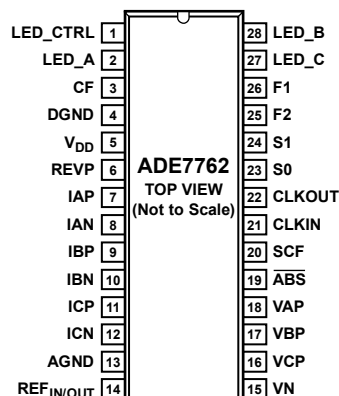 LED_CTRL 1 28 LED_B
LED_A 2 27 LED_C
CF 3 26 F1
DGND 4 25 F2
VDD 5 24 S1
REVP 6 ADE7762 23 S0
IAP 7 TOP VIEW 22 CLKOUT
IAN 8 (Not to Scale) 21 CLKIN
IBP 9 20 SCF
IBN 10 19 ABS
ICP 11 18 VAP
ICN 12 17 VBP
AGND 13 16 VCP
REFIN/OUT 14 15 VN